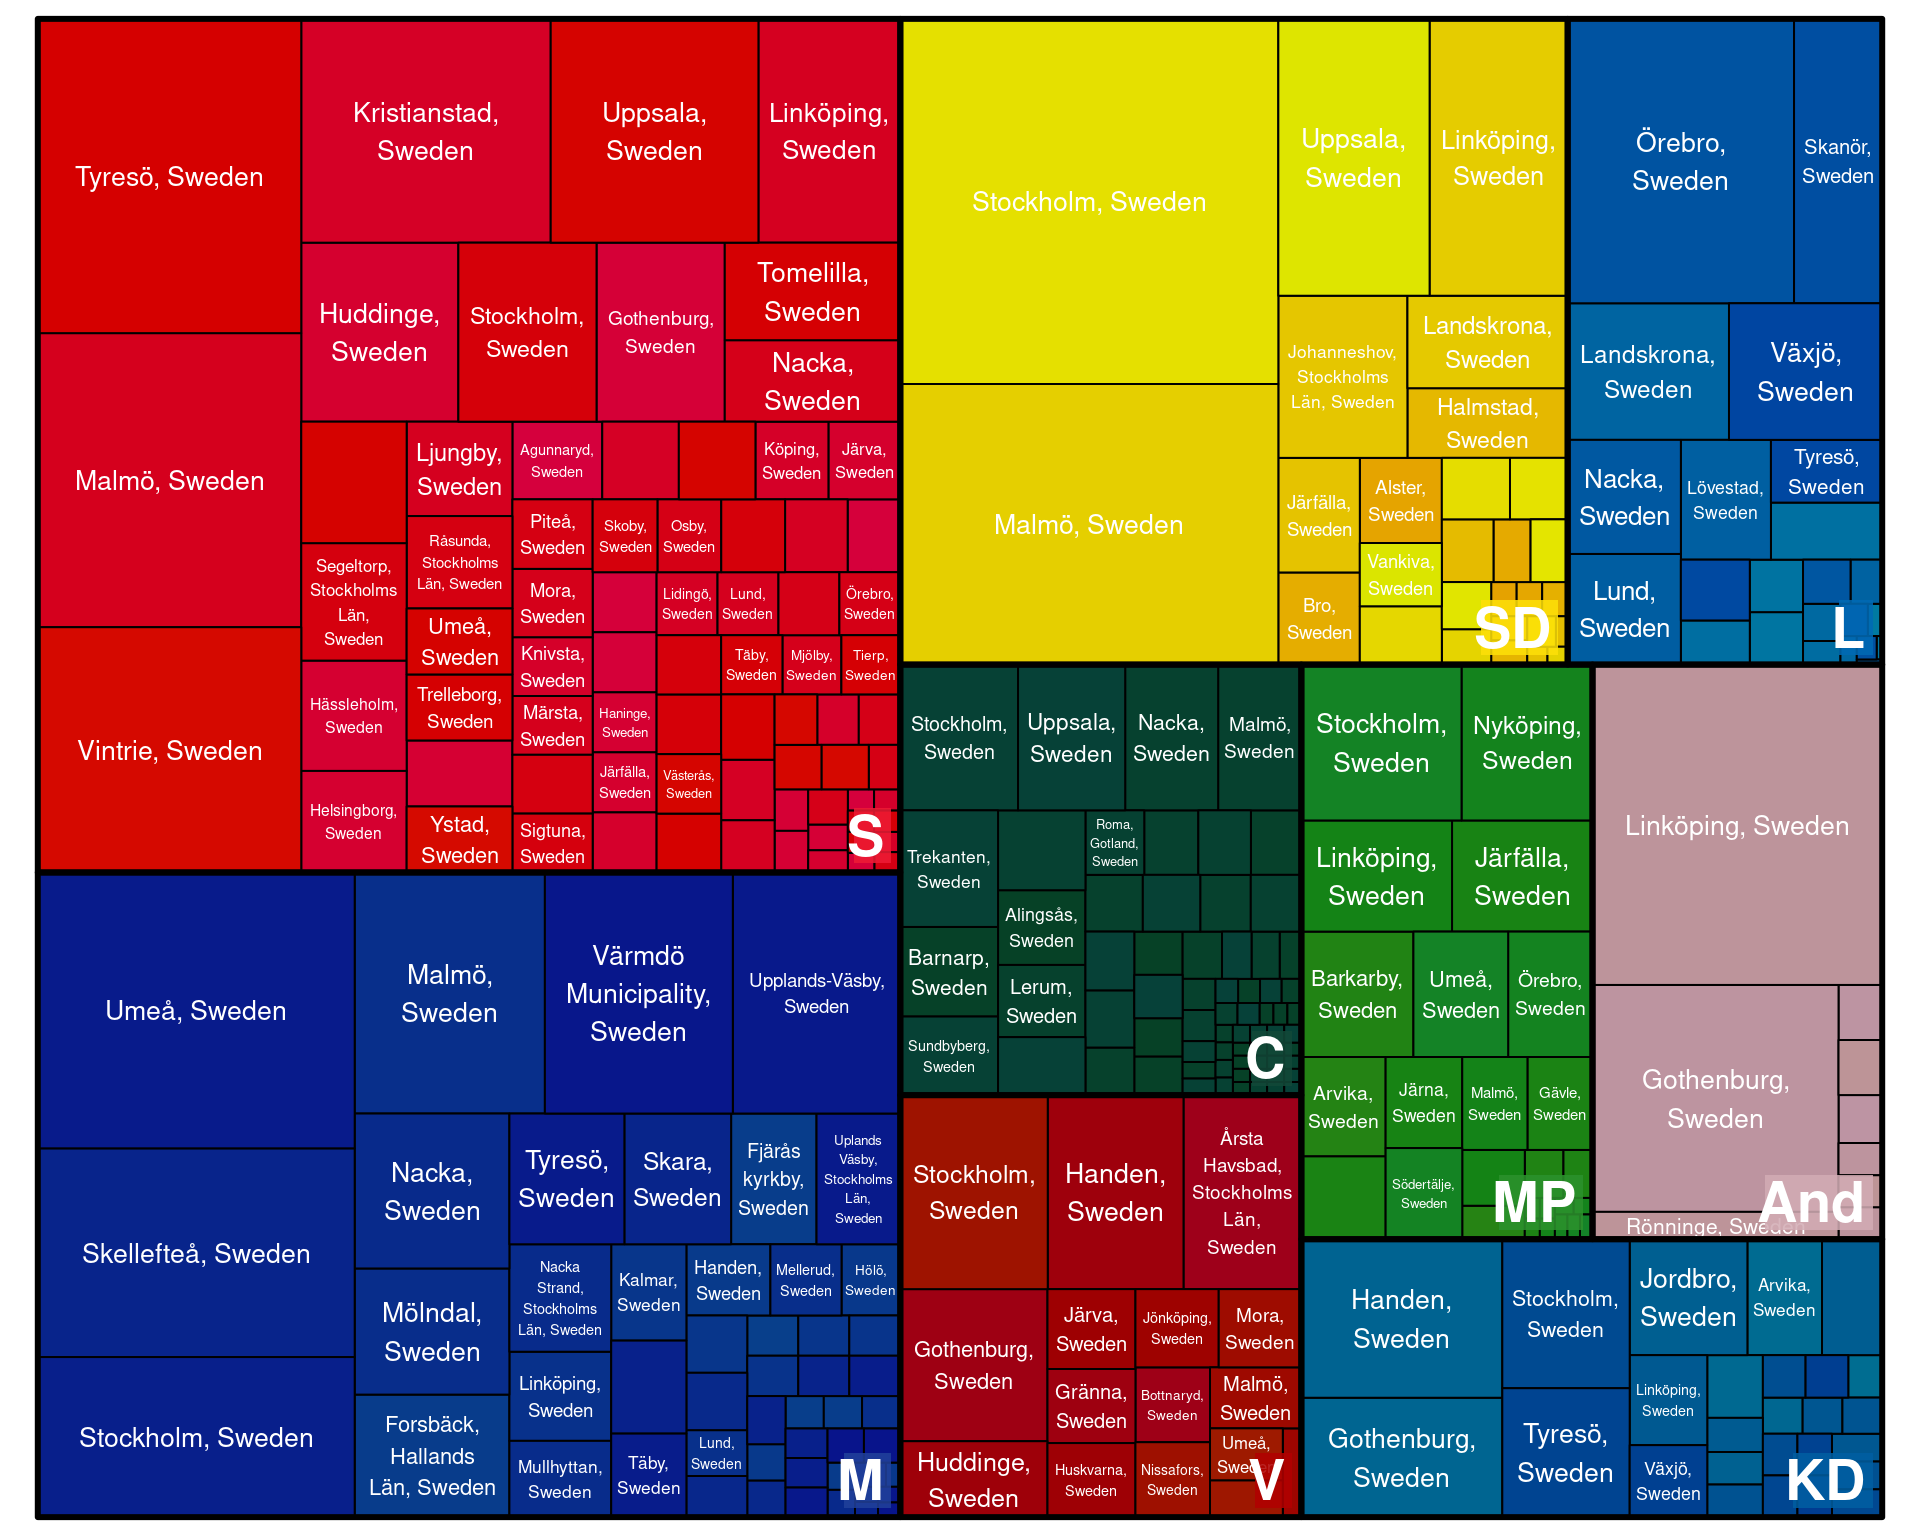 Tyresö, Sweden
Malmö, Sweden
Vintrie, Sweden
Kristianstad,
Sweden
Uppsala,
Sweden
Linköping,
Sweden
Huddinge,
Sweden
Stockholm,
Sweden
Gothenburg,
Sweden
Tomelilla,
Sweden
Nacka,
Sweden
Segeltorp,
Stockholms
Län,
Sweden
Hässleholm,
Sweden
Helsingborg,
Sweden
Ljungby,
Sweden
Råsunda,
Stockholms
Län, Sweden
Umeå,
Sweden
Trelleborg,
Sweden
Ystad,
Sweden
Agunnaryd,
Sweden
Köping,
Sweden
Järva,
Sweden
Piteå,
Sweden
Mora,
Sweden
Knivsta,
Sweden
Märsta,
Sweden
Sigtuna,
Sweden
Skoby,
Sweden
Osby,
Sweden
Lidingö,
Sweden
Lund,
Sweden
Örebro,
Sweden
Täby,
Sweden
Mjölby,
Sweden
Tierp,
Sweden
Haninge,
Sweden
Järfälla,
Sweden
Västerås,
Sweden
S
Stockholm, Sweden
Malmö, Sweden
Uppsala,
Sweden
Linköping,
Sweden
Johanneshov,
Stockholms
Län, Sweden
Landskrona,
Sweden
Halmstad,
Sweden
Järfälla,
Sweden
Bro,
Sweden
Alster,
Sweden
Vankiva,
Sweden
SD
Örebro,
Sweden
Skanör,
Sweden
Landskrona,
Sweden
Växjö,
Sweden
Nacka,
Sweden
Lövestad,
Sweden
Tyresö,
Sweden
Lund,
Sweden
L
Umeå, Sweden
Skellefteå, Sweden
Stockholm, Sweden
Malmö,
Sweden
Värmdö
Municipality,
Sweden
Upplands-Väsby,
Sweden
Nacka,
Sweden
Mölndal,
Sweden
Forsbäck,
Hallands
Län, Sweden
Tyresö,
Sweden
Skara,
Sweden
Fjärås
kyrkby,
Sweden
Uplands
Väsby,
Stockholms
Län,
Sweden
Nacka
Strand,
Stockholms
Län, Sweden
Linköping,
Sweden
Mullhyttan,
Sweden
Kalmar,
Sweden
Täby,
Sweden
Handen,
Sweden
Mellerud,
Sweden
Hölö,
Sweden
Lund,
Sweden
M
Stockholm,
Sweden
Uppsala,
Sweden
Nacka,
Sweden
Malmö,
Sweden
Trekanten,
Sweden
Barnarp,
Sweden
Sundbyberg,
Sweden
Alingsås,
Sweden
Lerum,
Sweden
Roma,
Gotland,
Sweden
C
Stockholm,
Sweden
Handen,
Sweden
Årsta
Havsbad,
Stockholms
Län,
Sweden
Gothenburg,
Sweden
Huddinge,
Sweden
Järva,
Sweden
Gränna,
Sweden
Huskvarna,
Sweden
Jönköping,
Sweden
Mora,
Sweden
Bottnaryd,
Sweden
Malmö,
Sweden
Nissafors,
Sweden
Umeå,
Sweden
V
Stockholm,
Sweden
Nyköping,
Sweden
Linköping,
Sweden
Järfälla,
Sweden
Barkarby,
Sweden
Umeå,
Sweden
Örebro,
Sweden
Arvika,
Sweden
Järna,
Sweden
Malmö,
Sweden
Gävle,
Sweden
Södertälje,
Sweden
MP
Linköping, Sweden
Gothenburg,
Sweden
Rönninge, Sweden
And
Handen,
Sweden
Gothenburg,
Sweden
Stockholm,
Sweden
Tyresö,
Sweden
Jordbro,
Sweden
Arvika,
Sweden
Linköping,
Sweden
Växjö,
Sweden
KD